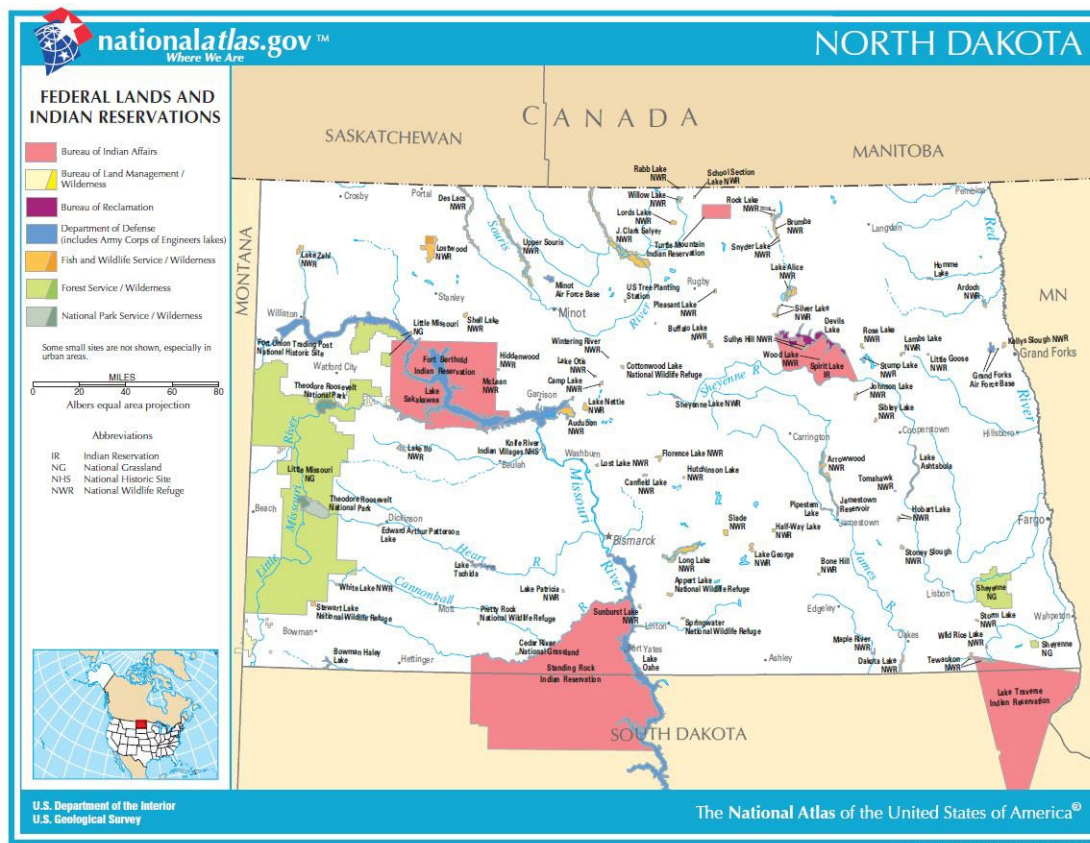 nationalatlas.gov ™
Where We Are
NORTH DAKOTA
FEDERAL LANDS AND
INDIAN RESERVATIONS
Bureau of Indian Affairs
Bureau of Land Management /
Wilderness
Bureau of Reclamation
Department of Defense
(includes Army Corps of Engineers lakes)
Fish and Wildlife Service / Wilderness
Forest Service / Wilderness
National Park Service / Wilderness
Some small sites are not shown, especially in
urban areas.
MILES
0 20 40 60 80
Albers equal area projection
Abbreviations
IR Indian Reservation
NG National Grassland
NHS National Historic Site
NWR National Wildlife Refuge
CANADA
SASKATCHEWAN
MANITOBA
MONTANA
MN
SOUTH DAKOTA
Crosby
Portal
Des Lacs
NWR
Rabb Lake
NWR
School Section
Lake NWR
Willow Lake
NWR
Lords Lake
NWR
J. Clark Salyer
NWR
Rock Lake
NWR
Turtle Mountain
Indian Reservation
Brumba
NWR
Snyder Lake
NWR
Langdon
Pembina
Red
River
Lake Zahl
NWR
Lostwood
NWR
Souris
River
Upper Souris
NWR
Minot
Air Force Base
Minot
US Tree Planting
Station
Rugby
Pleasant Lake
NWR
Lake Alice
NWR
Homme
Lake
Ardoch
NWR
Stanley
Williston
Shell Lake
NWR
Little Missouri
NG
Fort Union Trading Post
National Historic Site
Watford City
Fort Berthold
Indian Reservation
Lake
Sakakawea
Hiddenwood
NWR
McLean
NWR
Wintering River
NWR
Lake Otis
NWR
Camp Lake
NWR
Buffalo Lake
NWR
Cottonwood Lake
National Wildlife Refuge
Silver Lake
NWR
Devils
Lake
Sullys Hill NWR
Wood Lake
NWR
Spirit Lake
IR
Rose Lake
NWR
Stump Lake
NWR
Lambs Lake
NWR
Little Goose
NWR
Kellys Slough NWR
Grand Forks
Grand Forks
Air Force Base
Johnson Lake
NWR
Sibley Lake
NWR
Sheyenne R
Sheyenne Lake NWR
Theodore Roosevelt
National Park
Garrison
Lake Nettie
NWR
Audubon
NWR
Knife River
Indian Villages NHS
Beulah
Washburn
Lake Ilo
NWR
Little Missouri
NG
Little Missouri River
Beach
Theodore Roosevelt
National Park
Dickinson
Edward Arthur Patterson
Lake
Heart R
Lake
Tschida
Missouri River
Bismarck
Lost Lake NWR
Florence Lake NWR
Canfield Lake
NWR
Hutchinson Lake
NWR
Slade
NWR
Half-Way Lake
NWR
Long Lake
NWR
Lake George
NWR
Carrington
Arrowwood
NWR
Pipestem
Lake
Jamestown
Reservoir
Jamestown
Cooperstown
Lake
Ashtabula
Tomahawk
NWR
Hobart Lake
NWR
Hillsboro
Fargo
Stoney Slough
NWR
Bone Hill
NWR
James R
Appert Lake
National Wildlife Refuge
Springwater
National Wildlife Refuge
Linton
Sunburst Lake
NWR
Fort Yates
Lake
Oahe
Standing Rock
Indian Reservation
Cedar River
National Grassland
Cannonball R
White Lake NWR
Stewart Lake
National Wildlife Refuge
Bowman
Bowman Haley
Lake
Mott
Hettinger
Pretty Rock
National Wildlife Refuge
Lake Patricia
NWR
Ashley
Edgeley
Maple River
NWR
Dakota Lake
NWR
Oakes
Lisbon
Sheyenne
NG
Storm Lake
NWR
Wahpeton
Wild Rice Lake
NWR
Tewaukon
NWR
Sheyenne
NG
Lake Traverse
Indian Reservation
U.S. Department of the Interior
U.S. Geological Survey
The National Atlas of the United States of America®